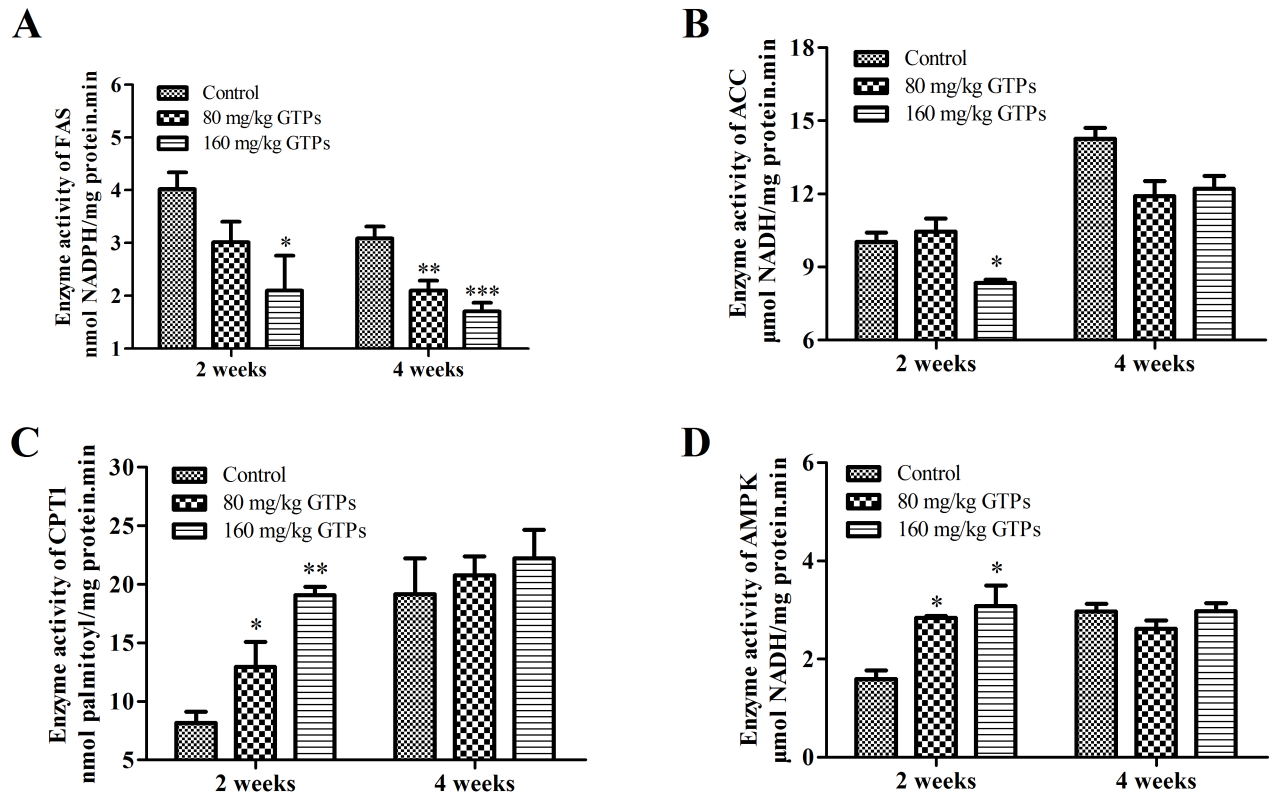 A
Enzyme activity of FAS
nmol NADPH/mg protein.min
6
5
4
3
2
1
Control
80 mg/kg GTPs
160 mg/kg GTPs
*
**
***
2 weeks
4 weeks
B
Enzyme activity of ACC
µmol NADH/mg protein.min
18
15
12
9
6
Control
80 mg/kg GTPs
160 mg/kg GTPs
*
2 weeks
4 weeks
C
Enzyme activity of CPT1
nmol palmitoyl/mg protein.min
30
25
20
15
10
5
Control
80 mg/kg GTPs
160 mg/kg GTPs
*
**
2 weeks
4 weeks
D
Enzyme activity of AMPK
µmol NADH/mg protein.min
6
4
2
0
Control
80 mg/kg GTPs
160 mg/kg GTPs
*
*
2 weeks
4 weeks